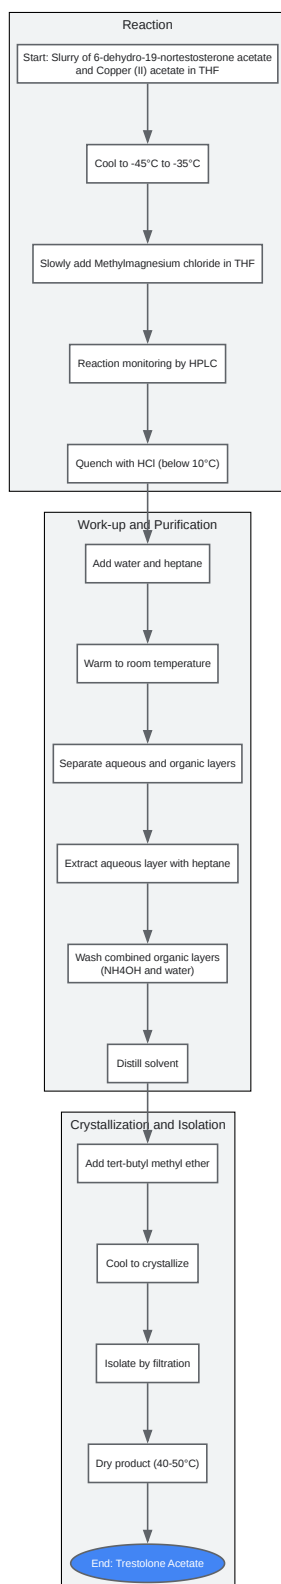 Reaction
Start: Slurry of 6-dehydro-19-nortestosterone acetate
and Copper (II) acetate in THF
Cool to -45°C to -35°C
Slowly add Methylmagnesium chloride in THF
Reaction monitoring by HPLC
Quench with HCl (below 10°C)
Work-up and Purification
Add water and heptane
Warm to room temperature
Separate aqueous and organic layers
Extract aqueous layer with heptane
Wash combined organic layers
(NH4OH and water)
Distill solvent
Crystallization and Isolation
Add tert-butyl methyl ether
Cool to crystallize
Isolate by filtration
Dry product (40-50°C)
End: Trestolone Acetate